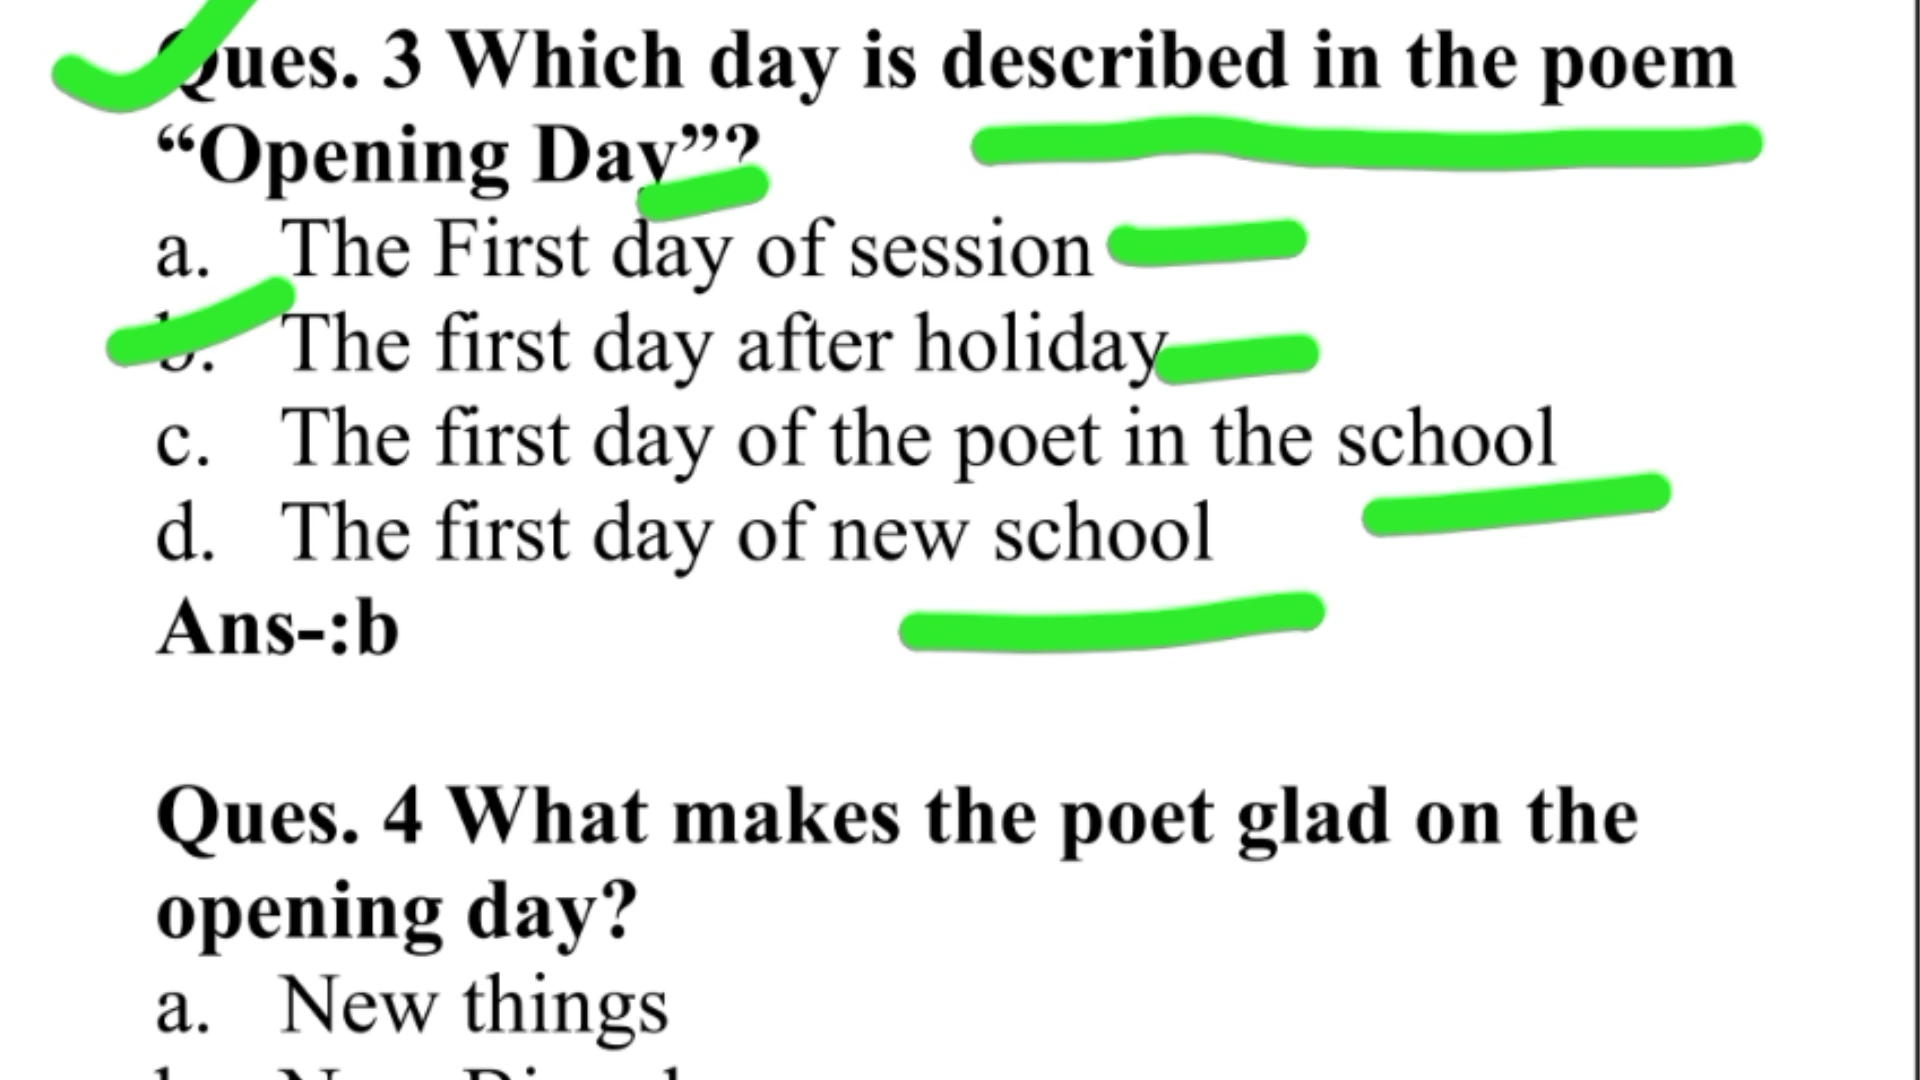 Ques. 3 Which day is described in the poem
“Opening Day”?
a. The First day of session
b. The first day after holiday
c. The first day of the poet in the school
d. The first day of new school
Ans-:b
Ques. 4 What makes the poet glad on the
opening day?
a. New things